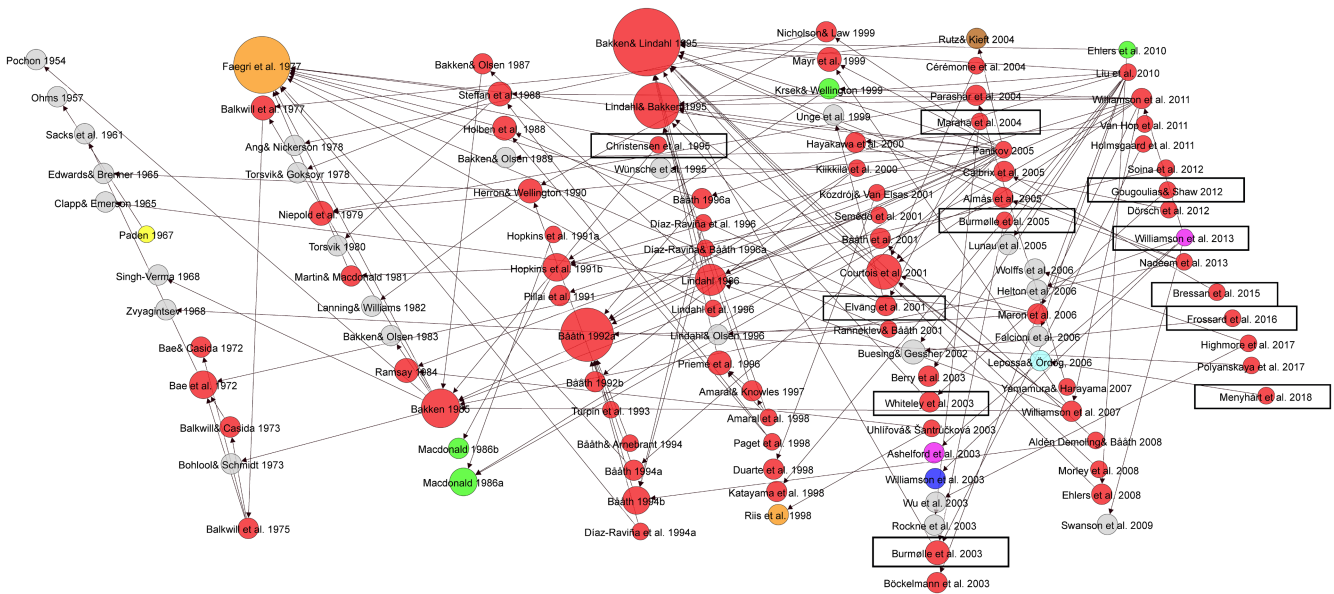 Pochon 1954
Ohms 1957
Sacks et al. 1961
Edwards& Bremner 1965
Clapp& Emerson 1965
Paden 1967
Singh-Verma 1968
Zvyagintsev 1968
Bae& Casida 1972
Bae et al. 1972
Balkwill& Casida 1973
Bohlool& Schmidt 1973
Balkwill et al. 1975
Faegri et al. 1977
Balkwill et al. 1977
Ang& Nickerson 1978
Torsvik& Goksoyr 1978
Niepold et al. 1979
Torsvik 1980
Martin& Macdonald 1981
Lanning& Williams 1982
Bakken& Olsen 1983
Ramsay 1984
Bakken 1985
Macdonald 1986b
Macdonald 1986a
Bakken& Olsen 1987
Steffan et al. 1988
Holben et al. 1988
Bakken& Olsen 1989
Herron& Wellington 1990
Hopkins et al. 1991a
Hopkins et al. 1991b
Pillai et al. 1991
Bååth 1992a
Bååth 1992b
Turpin et al. 1993
Bååth& Arnebrant 1994
Bååth 1994a
Bååth 1994b
Díaz-Raviña et al. 1994a
Bakken& Lindahl 1995
Lindahl& Bakken 1995
Christensen et al. 1995
Wünsche et al. 1995
Bååth 1996a
Díaz-Raviña et al. 1996
Díaz-Raviña& Bååth 1996a
Lindahl 1996
Lindahl et al. 1996
Lindahl& Olsen 1996
Priemé et al. 1996
Amaral& Knowles 1997
Amaral et al. 1998
Paget et al. 1998
Duarte et al. 1998
Katayama et al. 1998
Riis et al. 1998
Nicholson& Law 1999
Mayr et al. 1999
Krsek& Wellington 1999
Unge et al. 1999
Hayakawa et al. 2000
Kozdrój& Van Elsas 2001
Semedo et al. 2001
Bååth et al. 2001
Courtois et al. 2001
Elväng et al. 2001
Ranneklev& Bååth 2001
Buesing& Gessner 2002
Berry et al. 2003
Whiteley et al. 2003
Uhlířová& Šantrůčková 2003
Ashelford et al. 2003
Williamson et al. 2003
Wu et al. 2003
Rockne et al. 2003
Burmølle et al. 2003
Böckelmann et al. 2003
Rutz& Kieft 2004
Cérémonie et al. 2004
Parashar et al. 2004
Maraha et al. 2004
Panikov 2005
Almås et al. 2005
Burmølle et al. 2005
Lunau et al. 2005
Wolffs et al. 2006
Helton et al. 2006
Maron et al. 2006
Falcioni et al. 2006
Lepossa& Ördog, 2006
Yamamura& Harayama 2007
Williamson et al. 2007
Aldén Demoling& Bååth 2008
Morley et al. 2008
Ehlers et al. 2008
Swanson et al. 2009
Ehlers et al. 2010
Liu et al. 2010
Williamson et al. 2011
Van Hop et al. 2011
Holmsgaard et al. 2011
Soina et al. 2012
Gougoulias& Shaw 2012
Dörsch et al. 2012
Williamson et al. 2013
Nadeem et al. 2013
Bressan et al. 2015
Frossard et al. 2016
Highmore et al. 2017
Polyanskaya et al. 2017
Menyhárt et al. 2018